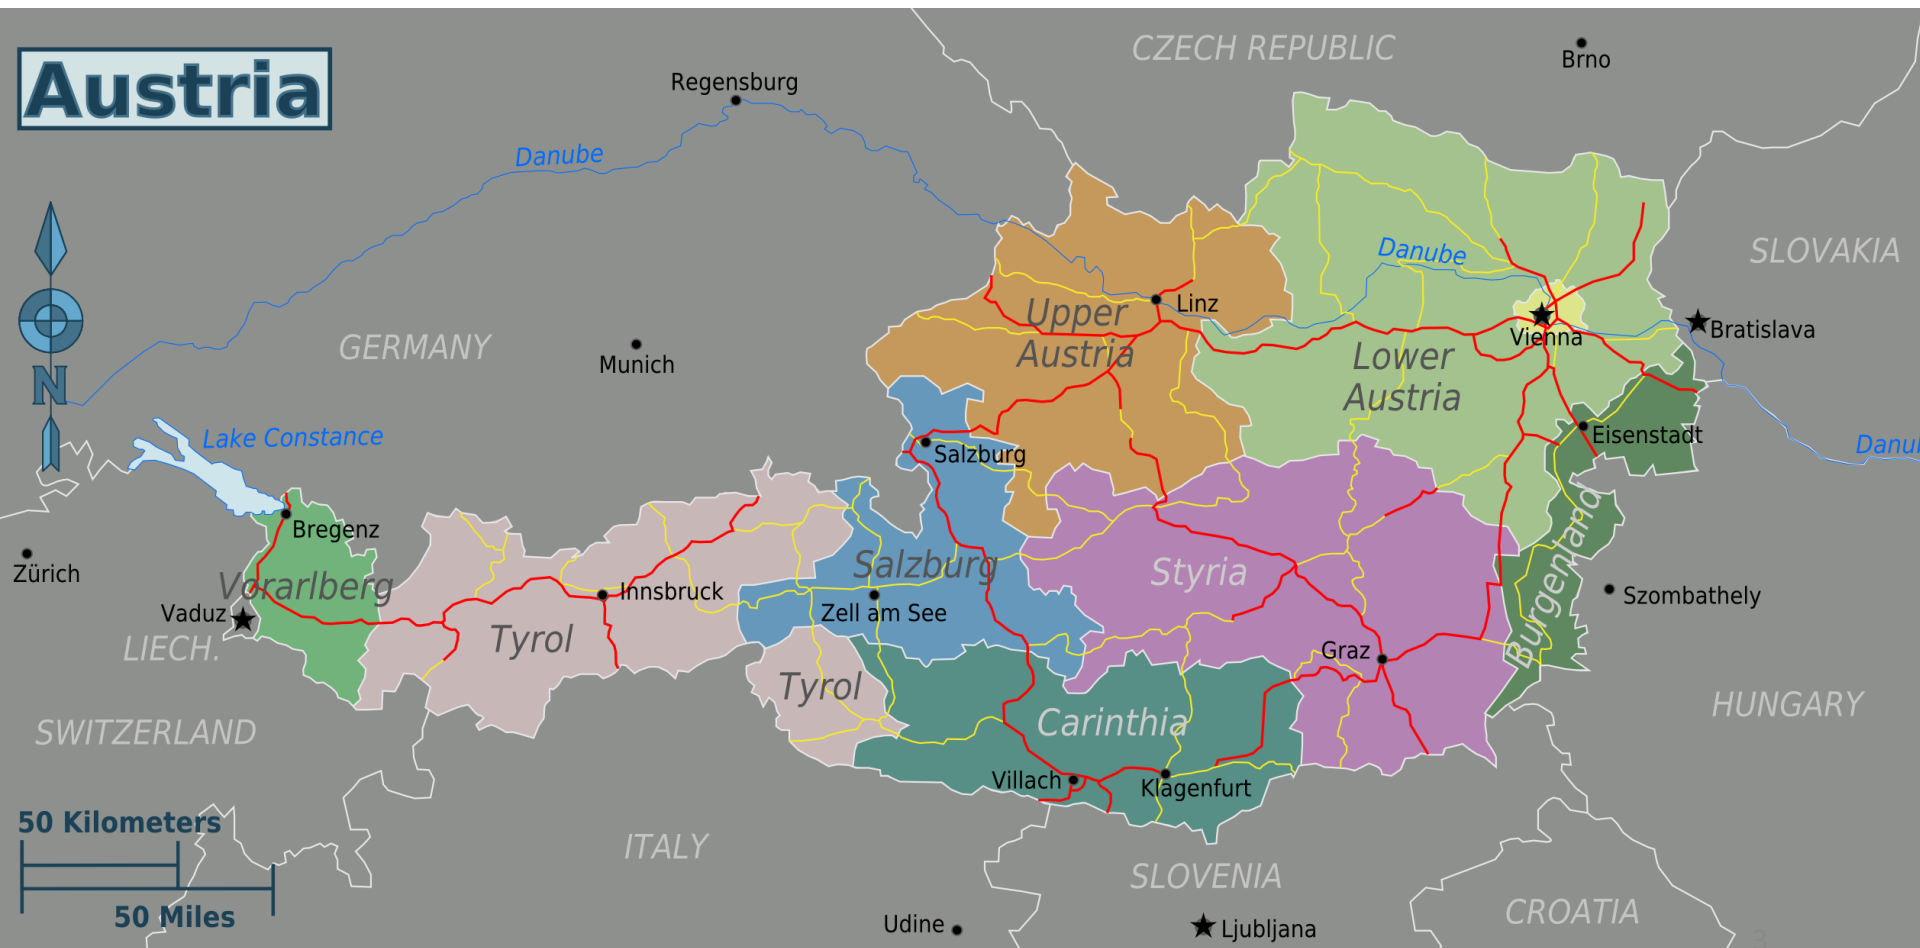 CZECH REPUBLIC
Brno
Austria
Regensburg
Danube
SLOVAKIA
Danube
Linz
Upper
Austria
GERMANY
Munich
Vienna
Bratislava
Lower
Austria
Lake Constance
Eisenstadt
Danu
Salzburg
Bregenz
Zürich
Vorarlberg
Innsbruck
Salzburg
Styria
Burgenland
Szombathely
Vaduz
Zell am See
LIECH.
Tyrol
Graz
Tyrol
HUNGARY
SWITZERLAND
Carinthia
Villach
Klagenfurt
50 Kilometers
ITALY
SLOVENIA
50 Miles
CROATIA
Udine
Ljubljana
N
3